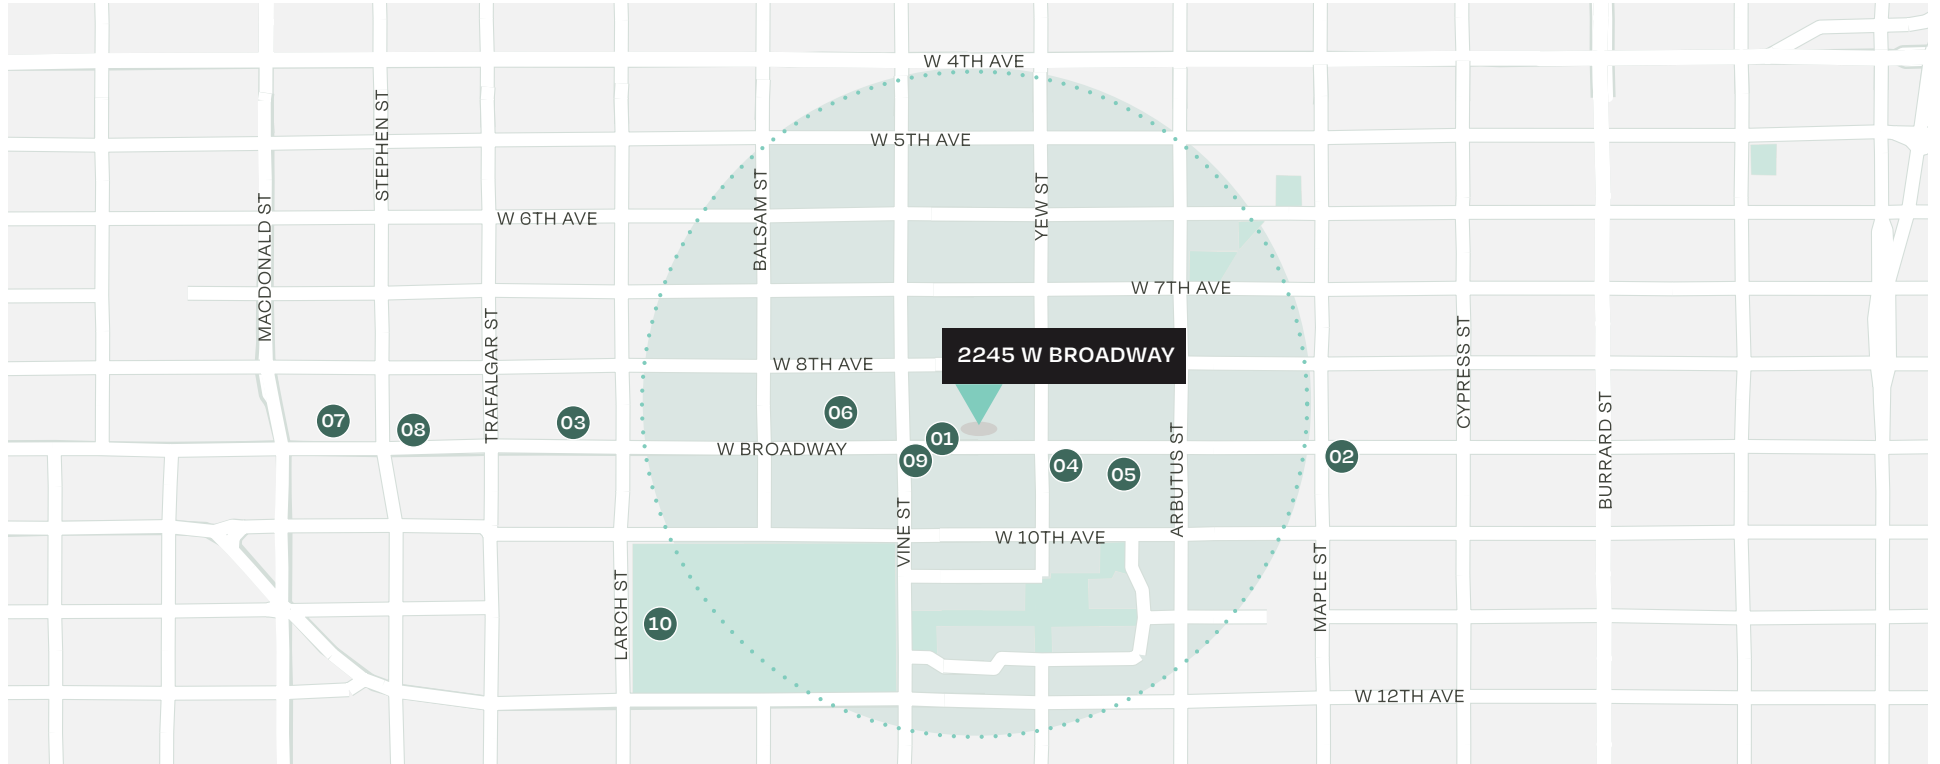 W 4TH AVE
STEPHEN ST
W 5TH AVE
BALSAM ST
YEW ST
MACDONALD ST
W 6TH AVE
W 7TH AVE
TRAFALGAR ST
CYPRESS ST
2245 W BROADWAY
W 8TH AVE
07
08
03
06
01
BURRARD ST
W BROADWAY
09
04
05
ARBUTUS ST
02
VINE ST
W 10TH AVE
LARCH ST
MAPLE ST
10
W 12TH AVE